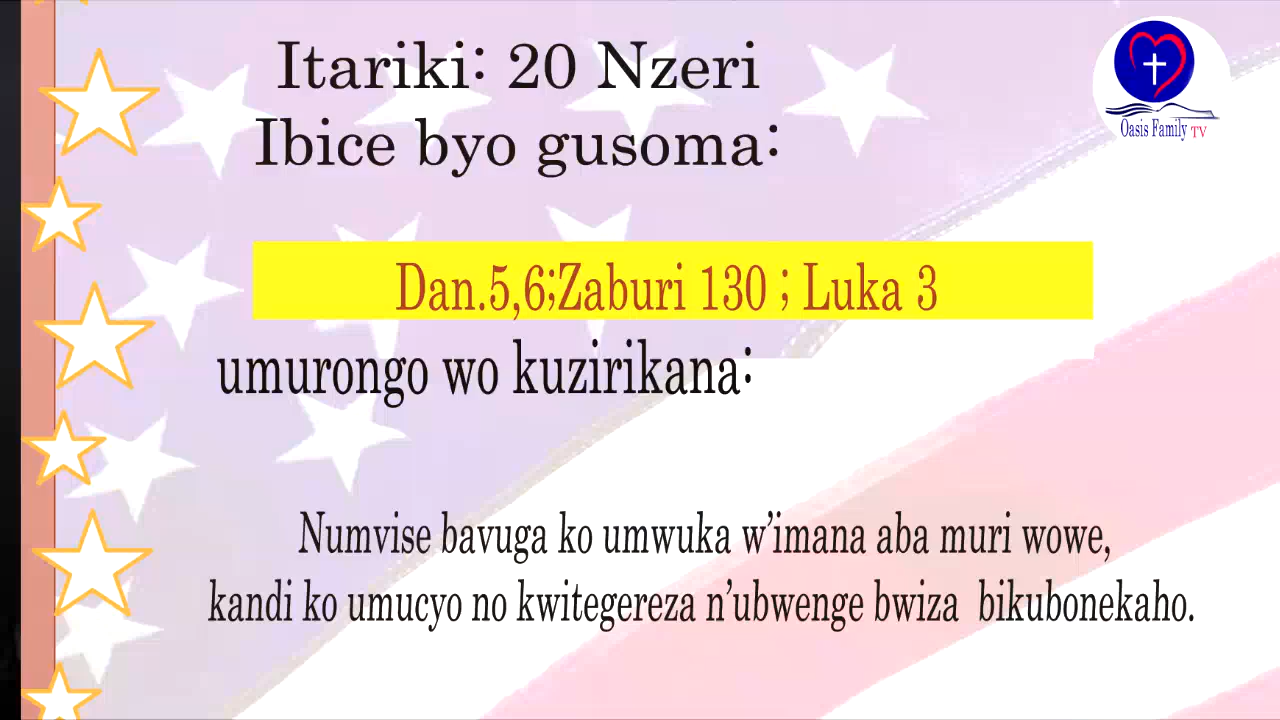 Itariki: 20 Nzeri
Ibice byo gusoma:
Oasis Family TV
Dan.5,6;Zaburi 130 ; Luka 3
umurongo wo kuzirikana:
Numvise bavuga ko umwuka w’imana aba muri wowe,
kandi ko umucyo no kwitegereza n’ubwenge bwiza bikubonekaho.